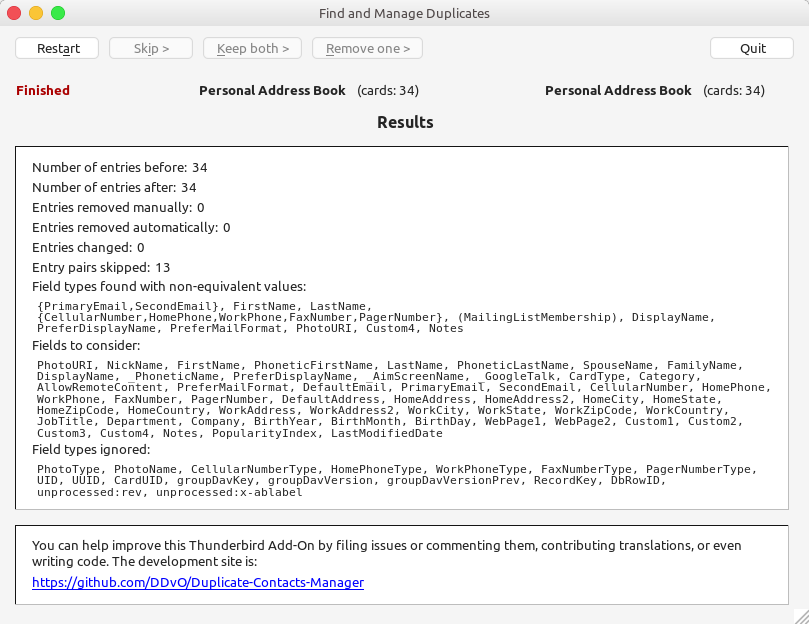 Find and Manage Duplicates
Restart Skip > Keep both > Remove one > Quit
Finished Personal Address Book (cards: 34) Personal Address Book (cards: 34)
Results
Number of entries before: 34
Number of entries after: 34
Entries removed manually: 0
Entries removed automatically: 0
Entries changed: 0
Entry pairs skipped: 13
Field types found with non-equivalent values:
{PrimaryEmail,SecondEmail}, FirstName, LastName,
{CellularNumber,HomePhone,WorkPhone,FaxNumber,PagerNumber}, (MailingListMembership), DisplayName,
PreferDisplayName, PreferMailFormat, PhotoURI, Custom4, Notes
Fields to consider:
PhotoURI, NickName, FirstName, PhoneticFirstName, LastName, PhoneticLastName, SpouseName, FamilyName,
DisplayName, _PhoneticName, PreferDisplayName, _AimScreenName, _GoogleTalk, CardType, Category,
AllowRemoteContent, PreferMailFormat, DefaultEmail, PrimaryEmail, SecondEmail, CellularNumber, HomePhone,
WorkPhone, FaxNumber, PagerNumber, DefaultAddress, HomeAddress, HomeAddress2, HomeCity, HomeState,
HomeZipCode, HomeCountry, WorkAddress, WorkAddress2, WorkCity, WorkState, WorkZipCode, WorkCountry,
JobTitle, Department, Company, BirthYear, BirthMonth, BirthDay, WebPage1, WebPage2, Custom1, Custom2,
Custom3, Custom4, Notes, PopularityIndex, LastModifiedDate
Field types ignored:
PhotoType, PhotoName, CellularNumberType, HomePhoneType, WorkPhoneType, FaxNumberType, PagerNumberType,
UID, UUID, CardUID, groupDavKey, groupDavVersion, groupDavVersionPrev, RecordKey, DbRowID,
unprocessed:rev, unprocessed:x-ablabel
You can help improve this Thunderbird Add-On by filing issues or commenting them, contributing translations, or even
writing code. The development site is:
https://github.com/DDvO/Duplicate-Contacts-Manager